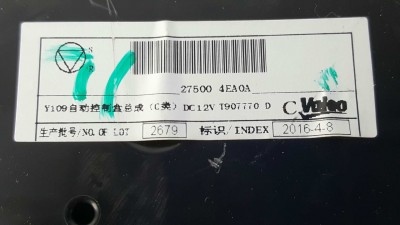 27500 4EA0A
Y109自动控制盒总成(C类) DC12V T907770 D C Valeo
生产批号/NO.OF LOT 2679 标识/INDEX 2016-4-8